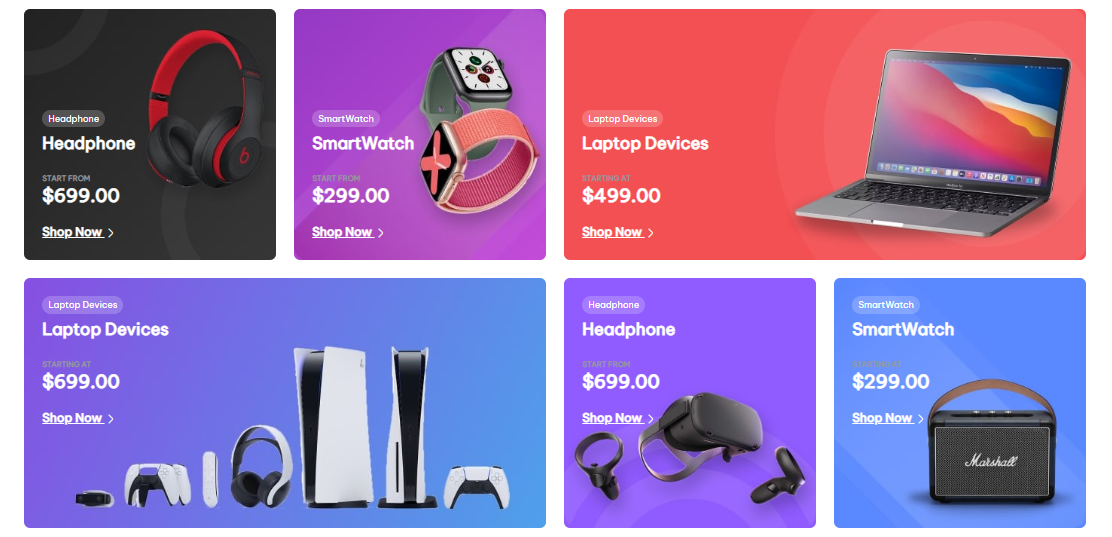 Headphone
Headphone
START FROM
$699.00
Shop Now
SmartWatch
SmartWatch
START FROM
$299.00
Shop Now
Laptop Devices
Laptop Devices
STARTING AT
$499.00
Shop Now
Laptop Devices
Laptop Devices
STARTING AT
$699.00
Shop Now
Headphone
Headphone
START FROM
$699.00
Shop Now
SmartWatch
SmartWatch
STARTING AT
$299.00
Shop Now
Marshall